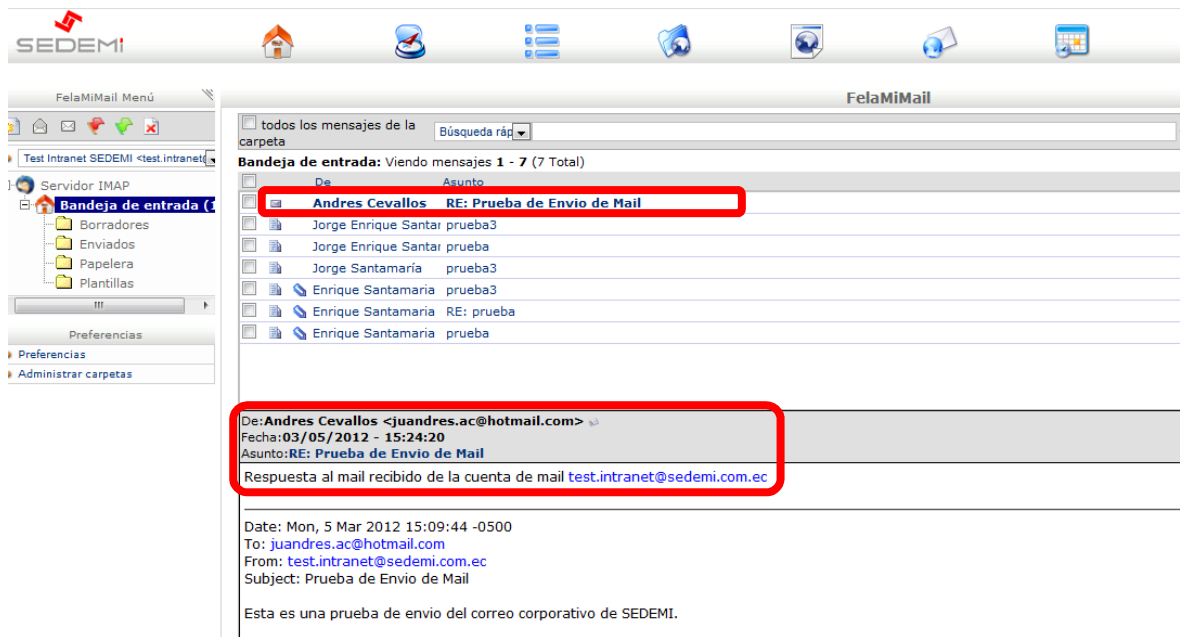 SEDEMI
FelaMiMail Menú
FelaMiMail
todos los mensajes de la
carpeta
Búsqueda ráp
Test Intranet SEDEMI <test.intranet(
Bandeja de entrada: Viendo mensajes 1 - 7 (7 Total)
Servidor IMAP
Bandeja de entrada (1
Borradores
Enviados
Papelera
Plantillas
Preferencias
Preferencias
Administrar carpetas
De Asunto
Andres Cevallos RE: Prueba de Envio de Mail
Jorge Enrique Santar prueba3
Jorge Enrique Santar prueba
Jorge Santamaría prueba3
Enrique Santamaria prueba3
Enrique Santamaria RE: prueba
Enrique Santamaria prueba
De:Andres Cevallos <juandres.ac@hotmail.com>
Fecha:03/05/2012 - 15:24:20
Asunto:RE: Prueba de Envio de Mail
Respuesta al mail recibido de la cuenta de mail test.intranet@sedemi.com.ec
Date: Mon, 5 Mar 2012 15:09:44 -0500
To: juandres.ac@hotmail.com
From: test.intranet@sedemi.com.ec
Subject: Prueba de Envio de Mail
Esta es una prueba de envio del correo corporativo de SEDEMI.